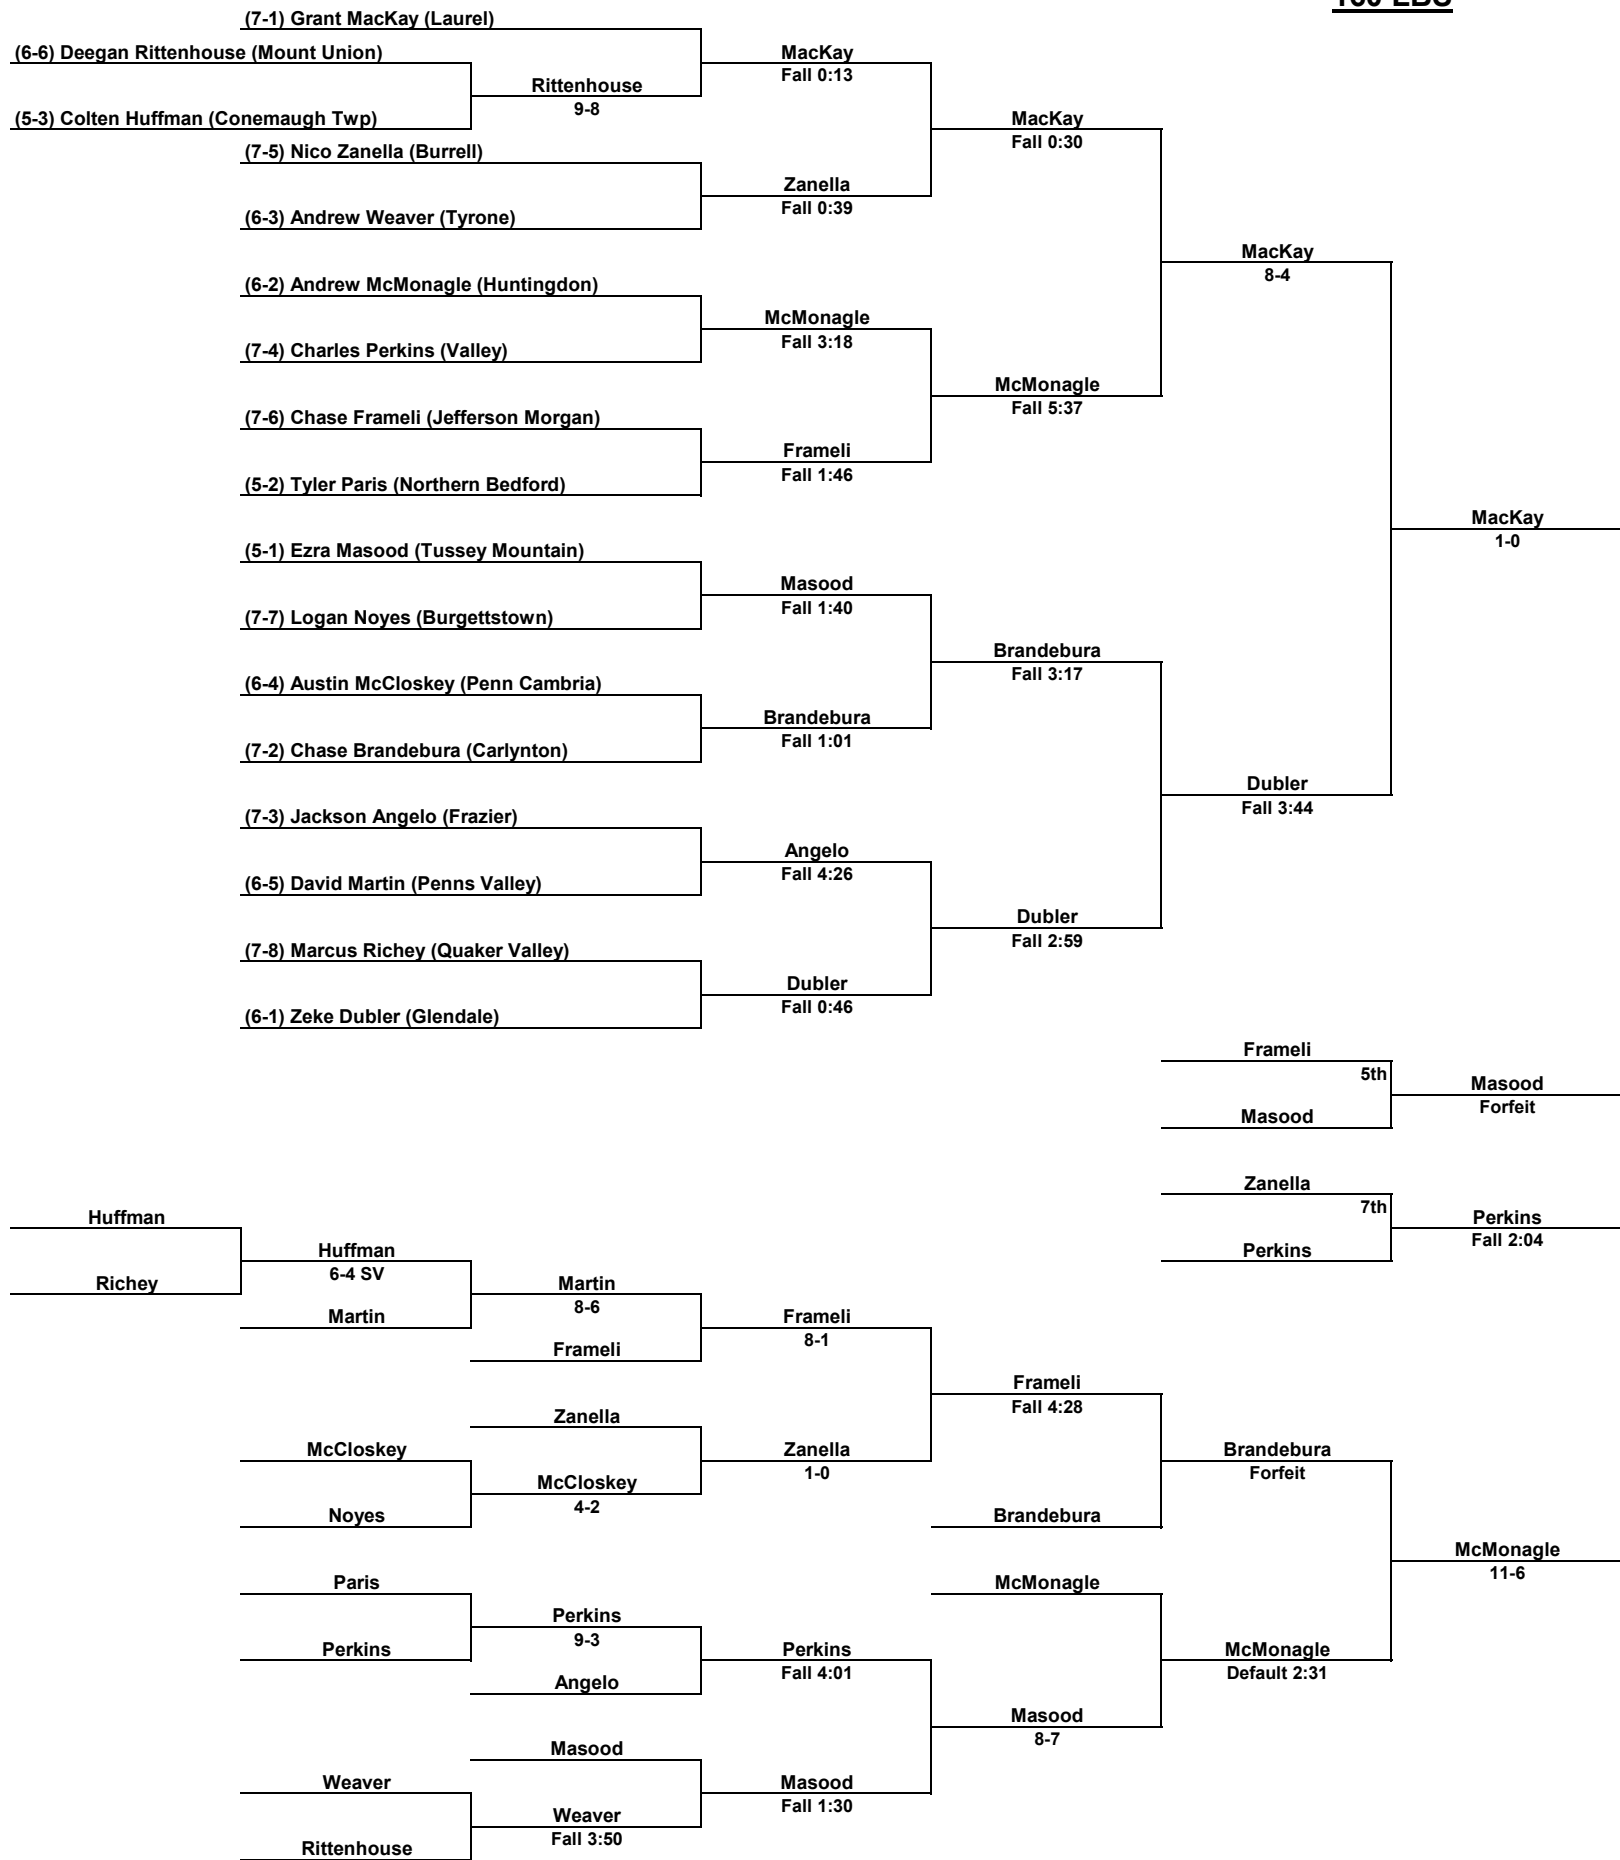 160 LBS
(7-1) Grant MacKay (Laurel)
(6-6) Deegan Rittenhouse (Mount Union)
MacKay
Fall 0:13
Rittenhouse
9-8
(5-3) Colten Huffman (Conemaugh Twp)
MacKay
Fall 0:30
(7-5) Nico Zanella (Burrell)
Zanella
Fall 0:39
(6-3) Andrew Weaver (Tyrone)
MacKay
8-4
(6-2) Andrew McMonagle (Huntingdon)
McMonagle
Fall 3:18
(7-4) Charles Perkins (Valley)
McMonagle
Fall 5:37
(7-6) Chase Frameli (Jefferson Morgan)
Frameli
Fall 1:46
(5-2) Tyler Paris (Northern Bedford)
MacKay
1-0
(5-1) Ezra Masood (Tussey Mountain)
Masood
Fall 1:40
(7-7) Logan Noyes (Burgettstown)
Brandebura
Fall 3:17
(6-4) Austin McCloskey (Penn Cambria)
Brandebura
Fall 1:01
(7-2) Chase Brandebura (Carlynton)
Dubler
Fall 3:44
(7-3) Jackson Angelo (Frazier)
Angelo
Fall 4:26
(6-5) David Martin (Penns Valley)
Dubler
Fall 2:59
(7-8) Marcus Richey (Quaker Valley)
Dubler
Fall 0:46
(6-1) Zeke Dubler (Glendale)
Frameli
5th
Masood
Forfeit
Masood
Zanella
7th
Perkins
Fall 2:04
Perkins
Huffman
Huffman
6-4 SV
Richey
Martin
8-6
Martin
Frameli
8-1
Frameli
Frameli
Fall 4:28
Zanella
McCloskey
Zanella
1-0
Brandebura
Forfeit
McCloskey
4-2
Noyes
Brandebura
McMonagle
11-6
Paris
McMonagle
Perkins
9-3
Perkins
Perkins
Fall 4:01
McMonagle
Default 2:31
Angelo
Masood
8-7
Masood
Weaver
Masood
Fall 1:30
Weaver
Fall 3:50
Rittenhouse